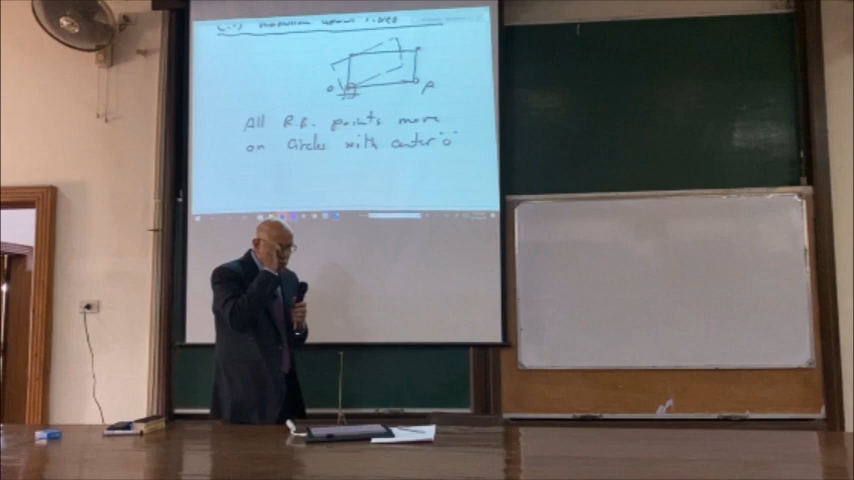 O A
All R.B. points move
on circles with center "o"